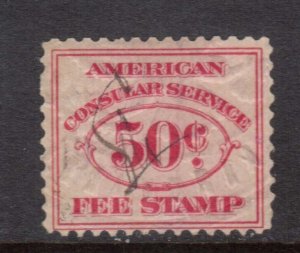 AMERICAN
CONSULAR SERVICE
50¢
FEE STAMP